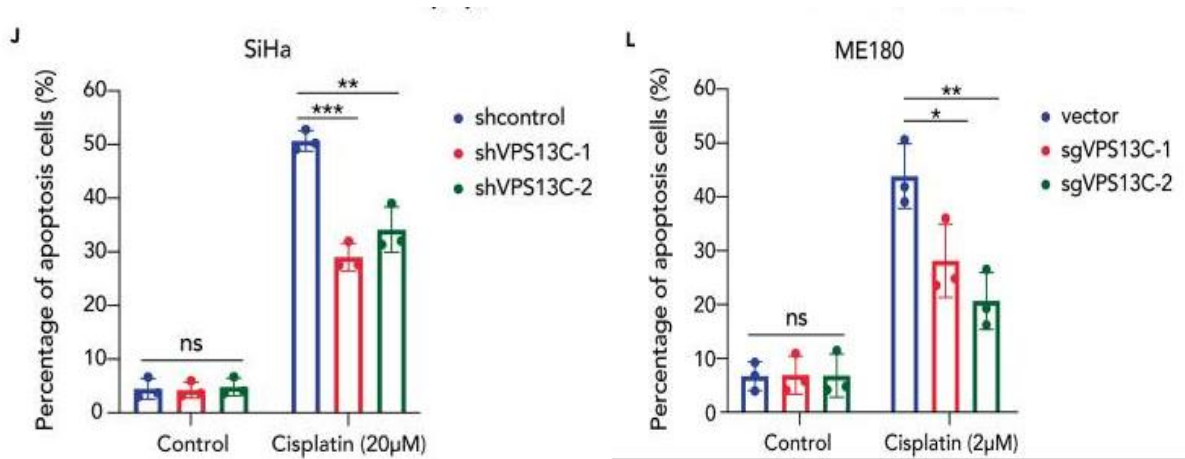 J
SiHa
Percentage of apoptosis cells (%)
60
50
40
30
20
10
0
**
***
ns
Control
Cisplatin (20µM)
shcontrol
shVPS13C-1
shVPS13C-2
L
ME180
Percentage of apoptosis cells (%)
60
50
40
30
20
10
0
**
*
ns
Control
Cisplatin (2µM)
vector
sgVPS13C-1
sgVPS13C-2